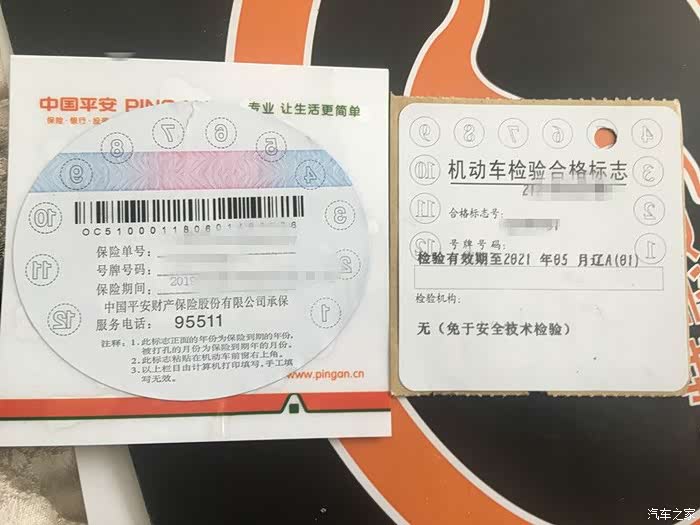 中国平安 PING
保险·银行·投
专业 让生活更简单
9
8
7
6
5
4
3
2
1
10
11
12
保险单号:
号牌号码:
保险期间: 2019
中国平安财产保险股份有限公司承保
服务电话: 95511
注释: 1.此标志正面的年份为保险到期的年份,
被打孔的月份为保险到期年的月份。
2.此标志粘贴在机动车前窗右上角。
3.以上栏目由计算机打印填写,手工填
写无效。
www.pingan.cn
9
8
7
6
4
10
3
11
2
12
1
机动车检验合格标志
合格标志号:
号牌号码:
检验有效期至2021 年05 月辽A(01)
检验机构:
无(免于安全技术检验)
汽车之家